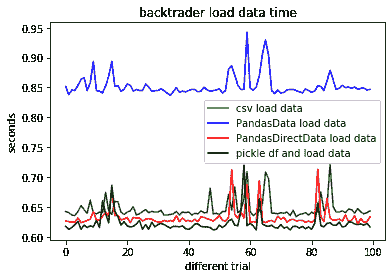 backtrader load data time
0.95
0.90
0.85
0.80
0.75
0.70
0.65
0.60
seconds
csv load data
PandasData load data
PandasDirectData load data
pickle df and load data
0 20 40 60 80 100
different trial